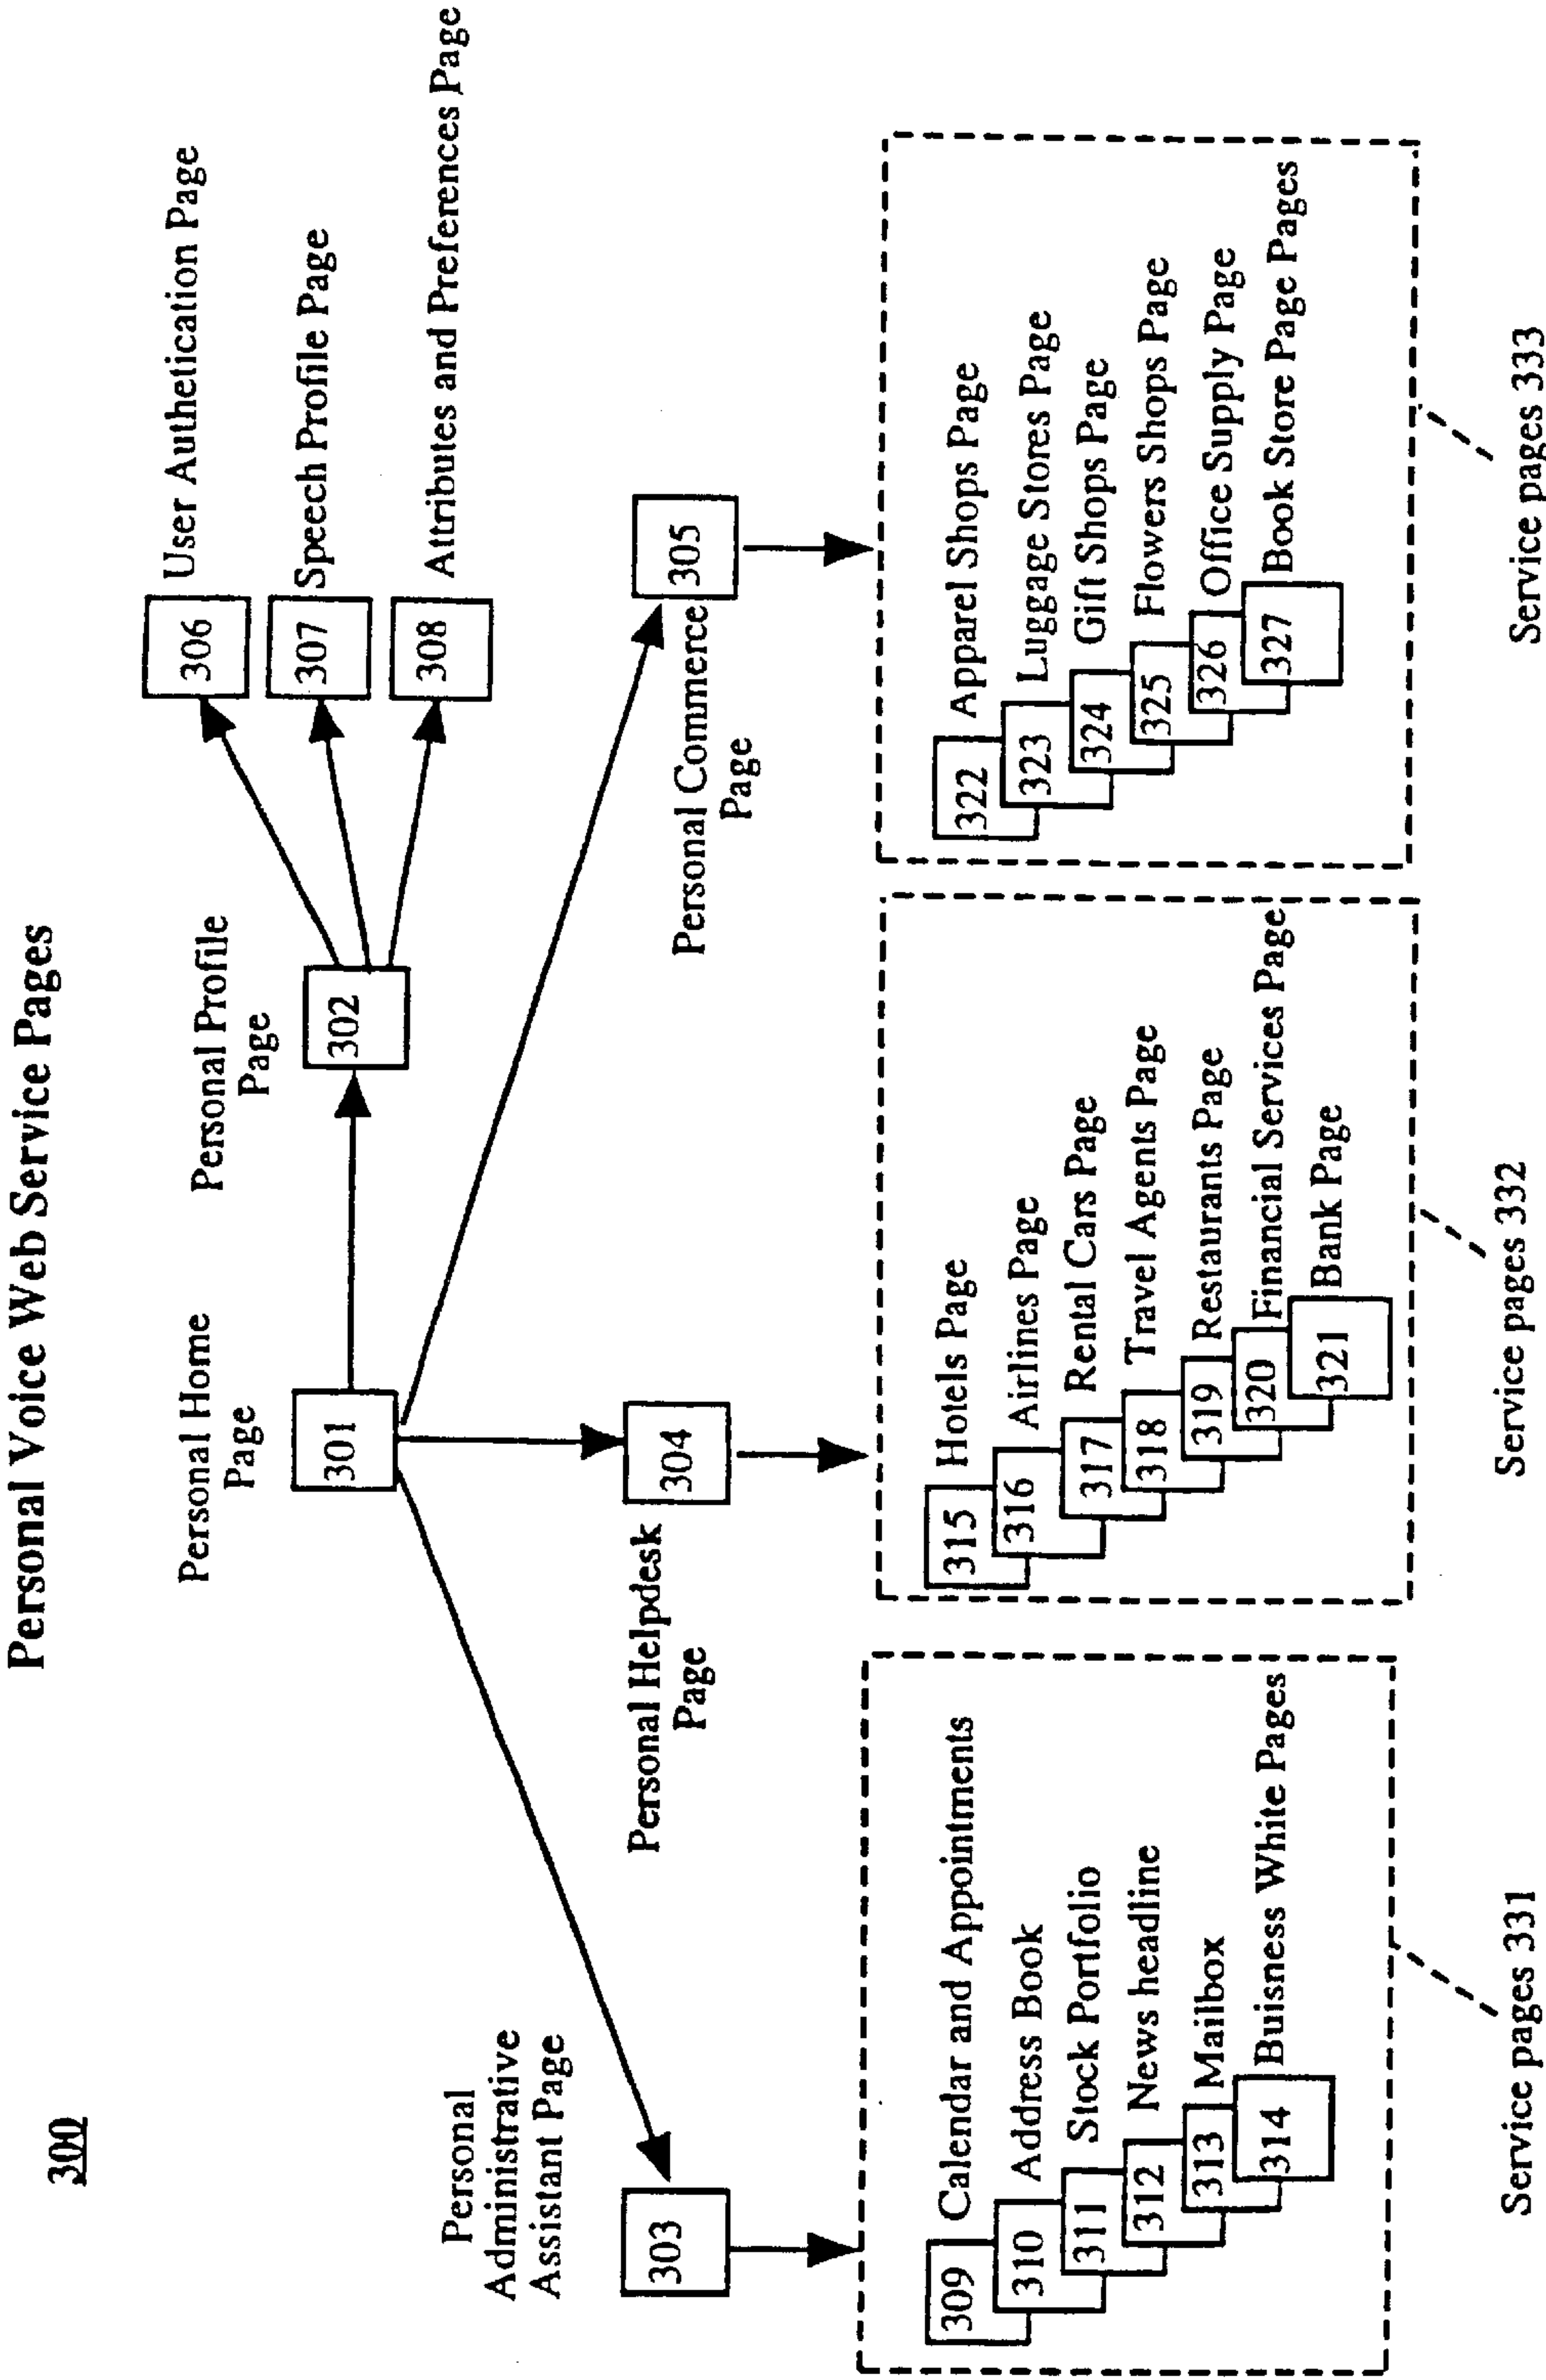 Personal Voice Web Service Pages
300
Personal Home
Page
301
Personal Profile
Page
302
306
User Authetication Page
307
Speech Profile Page
308
Attributes and Preferences Page
Personal
Administrative
Assistant Page
303
Personal Helpdesk
Page
304
Personal Commerce
Page
305
309 Calendar and Appointments
310 Address Book
311 Stock Portfolio
312 News headline
313 Mailbox
314 Buisness White Pages
Service pages 331
315 Hotels Page
316 Airlines Page
317 Rental Cars Page
318 Travel Agents Page
319 Restaurants Page
320 Financial Services Page
321 Bank Page
Service pages 332
322 Apparel Shops Page
323 Luggage Stores Page
324 Gift Shops Page
325 Flowers Shops Page
326 Office Supply Page
327 Book Store Page Pages
Service pages 333